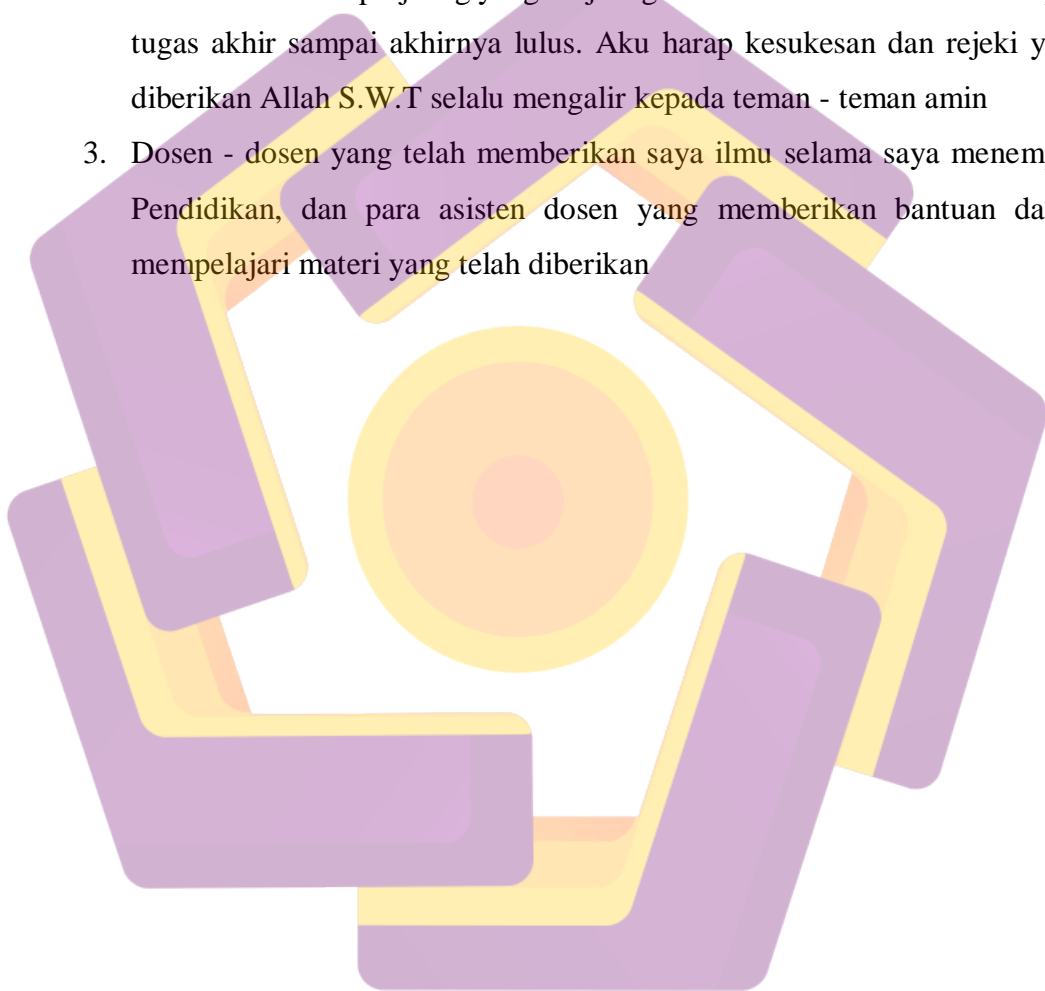 tugas akhir sampai akhirnya lulus. Aku harap kesukesan dan rejeki y
diberikan Allah S.W.T selalu mengalir kepada teman - teman amin
3. Dosen - dosen yang telah memberikan saya ilmu selama saya menem
Pendidikan, dan para asisten dosen yang memberikan bantuan da
mempelajari materi yang telah diberikan